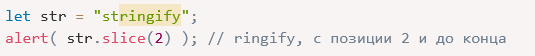 let str = "stringify";
alert( str.slice(2) ); // ringify, с позиции 2 и до конца